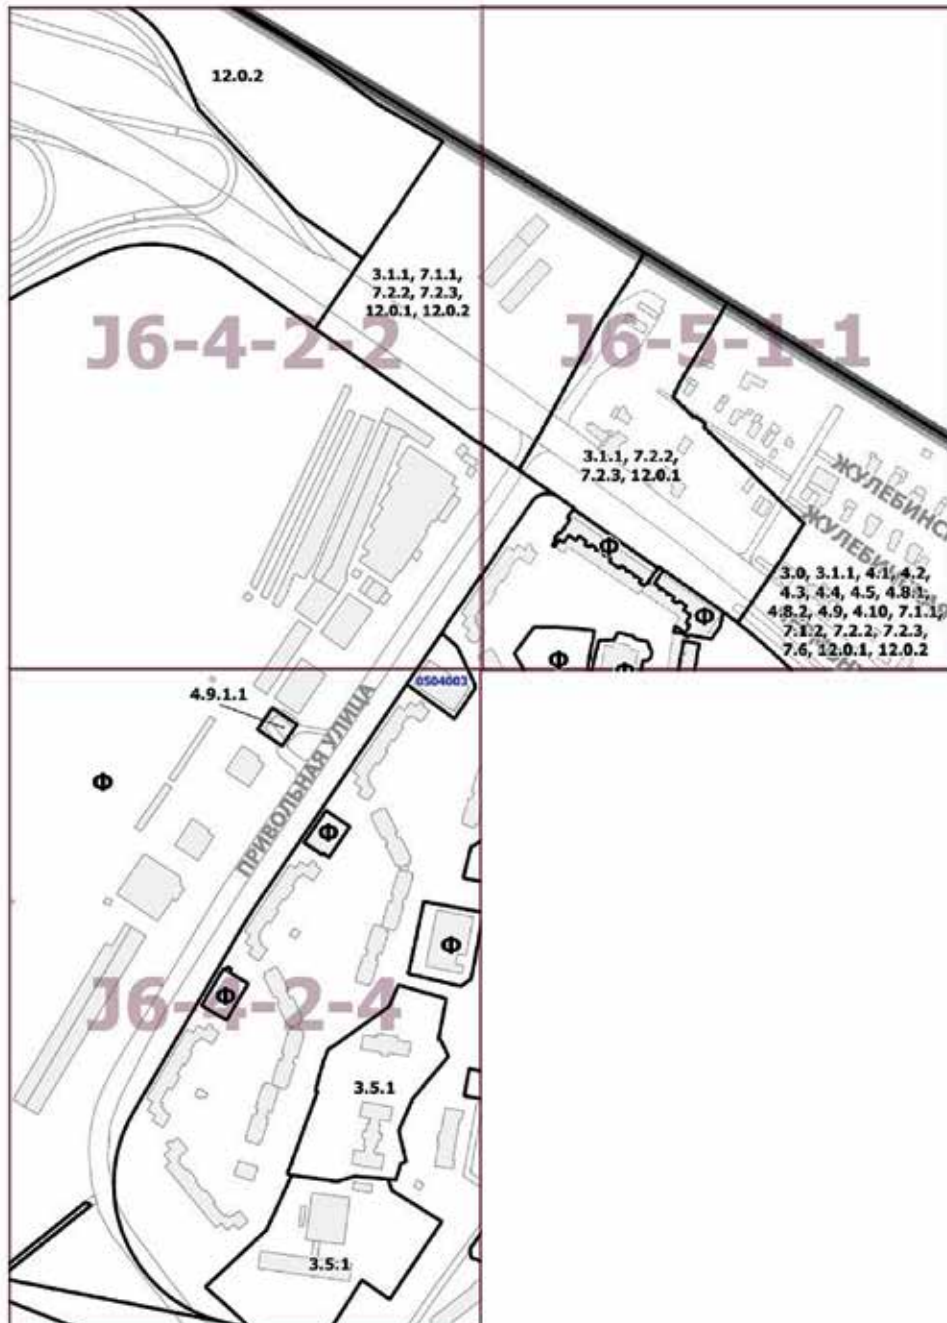 12.0.2
3.1.1, 7.1.1,
7.2.2, 7.2.3,
12.0.1, 12.0.2
J6-4-2-2
J6-5-1-1
3.1.1, 7.2.2,
7.2.3, 12.0.1
ЖУЛЕБИНС
ЖУЛЕБИНСКАЯ
Ф
3.0, 3.1.1, 4.1, 4.2,
4.3, 4.4, 4.5, 4.8.1,
4.8.2, 4.9, 4.10, 7.1.1,
7.1.2, 7.2.2, 7.2.3,
7.6, 12.0.1, 12.0.2
Ф
Ф
Ф
0504003
4.9.1.1
ПРИВОЛЬНАЯ УЛИЦА
Ф
Ф
Ф
Ф
J6-4-2-4
3.5.1
3.5.1